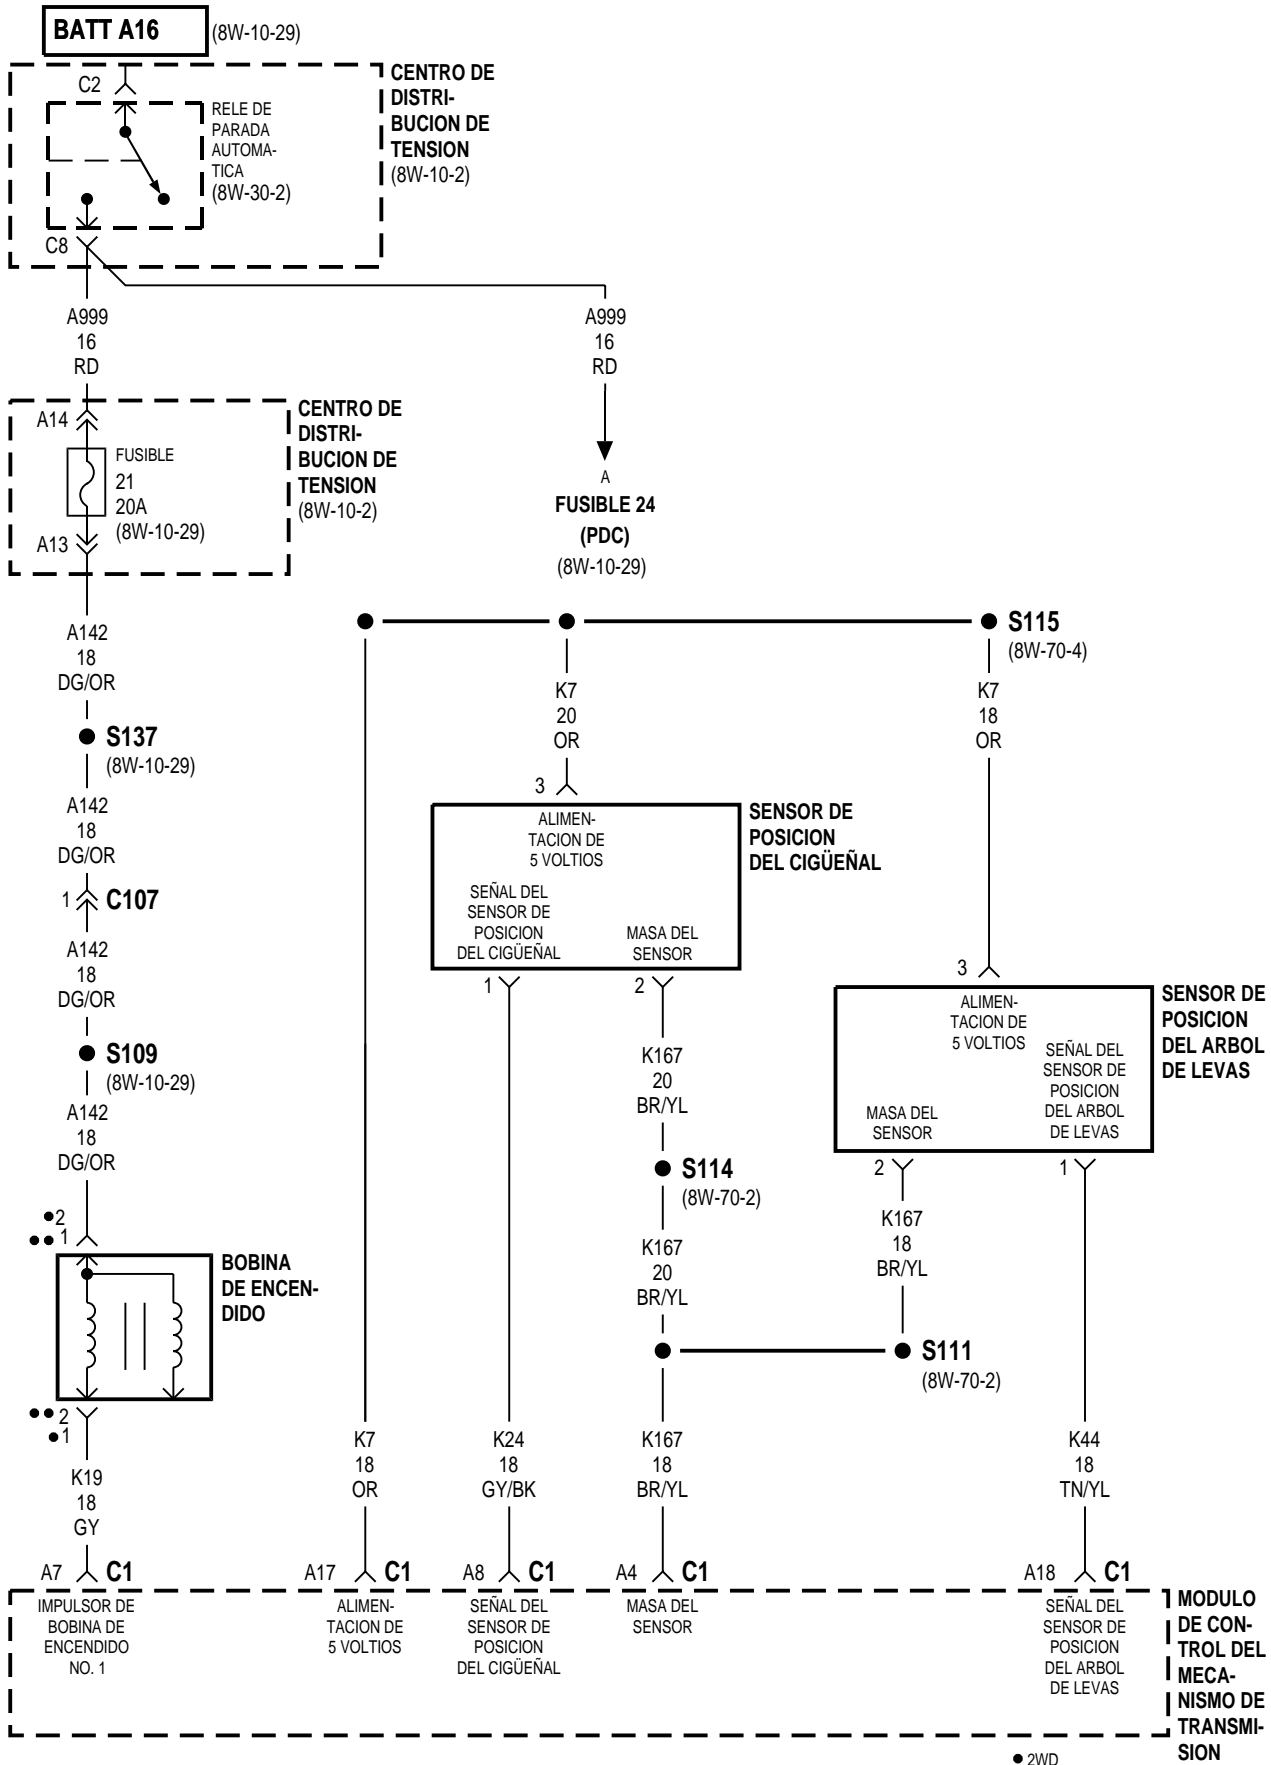 BATT A16
(8W-10-29)
C2
CENTRO DE
DISTRI-
BUCION DE
TENSION
(8W-10-2)
RELE DE
PARADA
AUTOMA-
TICA
(8W-30-2)
C8
A999
16
RD
A999
16
RD
A14
FUSIBLE
21
20A
(8W-10-29)
A13
CENTRO DE
DISTRI-
BUCION DE
TENSION
(8W-10-2)
A
FUSIBLE 24
(PDC)
(8W-10-29)
A142
18
DG/OR
S137
(8W-10-29)
A142
18
DG/OR
1
C107
A142
18
DG/OR
S109
(8W-10-29)
A142
18
DG/OR
S115
(8W-70-4)
K7
20
OR
K7
18
OR
3
ALIMEN-
TACION DE
5 VOLTIOS
SEÑAL DEL
SENSOR DE
POSICION
DEL CIGÜEÑAL
MASA DEL
SENSOR
SENSOR DE
POSICION
DEL CIGÜEÑAL
1
2
3
ALIMEN-
TACION DE
5 VOLTIOS
SEÑAL DEL
SENSOR DE
POSICION
DEL ARBOL
DE LEVAS
MASA DEL
SENSOR
SENSOR DE
POSICION
DEL ARBOL
DE LEVAS
2
1
K167
20
BR/YL
S114
(8W-70-2)
K167
20
BR/YL
K167
18
BR/YL
S111
(8W-70-2)
●2
●●1
BOBINA
DE ENCEN-
DIDO
●●2
●1
K19
18
GY
K7
18
OR
K24
18
GY/BK
K167
18
BR/YL
K44
18
TN/YL
A7 C1
A17 C1
A8 C1
A4 C1
A18 C1
IMPULSOR DE
BOBINA DE
ENCENDIDO
NO. 1
ALIMEN-
TACION DE
5 VOLTIOS
SEÑAL DEL
SENSOR DE
POSICION
DEL CIGÜEÑAL
MASA DEL
SENSOR
SEÑAL DEL
SENSOR DE
POSICION
DEL ARBOL
DE LEVAS
MODULO
DE CON-
TROL DEL
MECA-
NISMO DE
TRANSMI-
SION
● 2WD